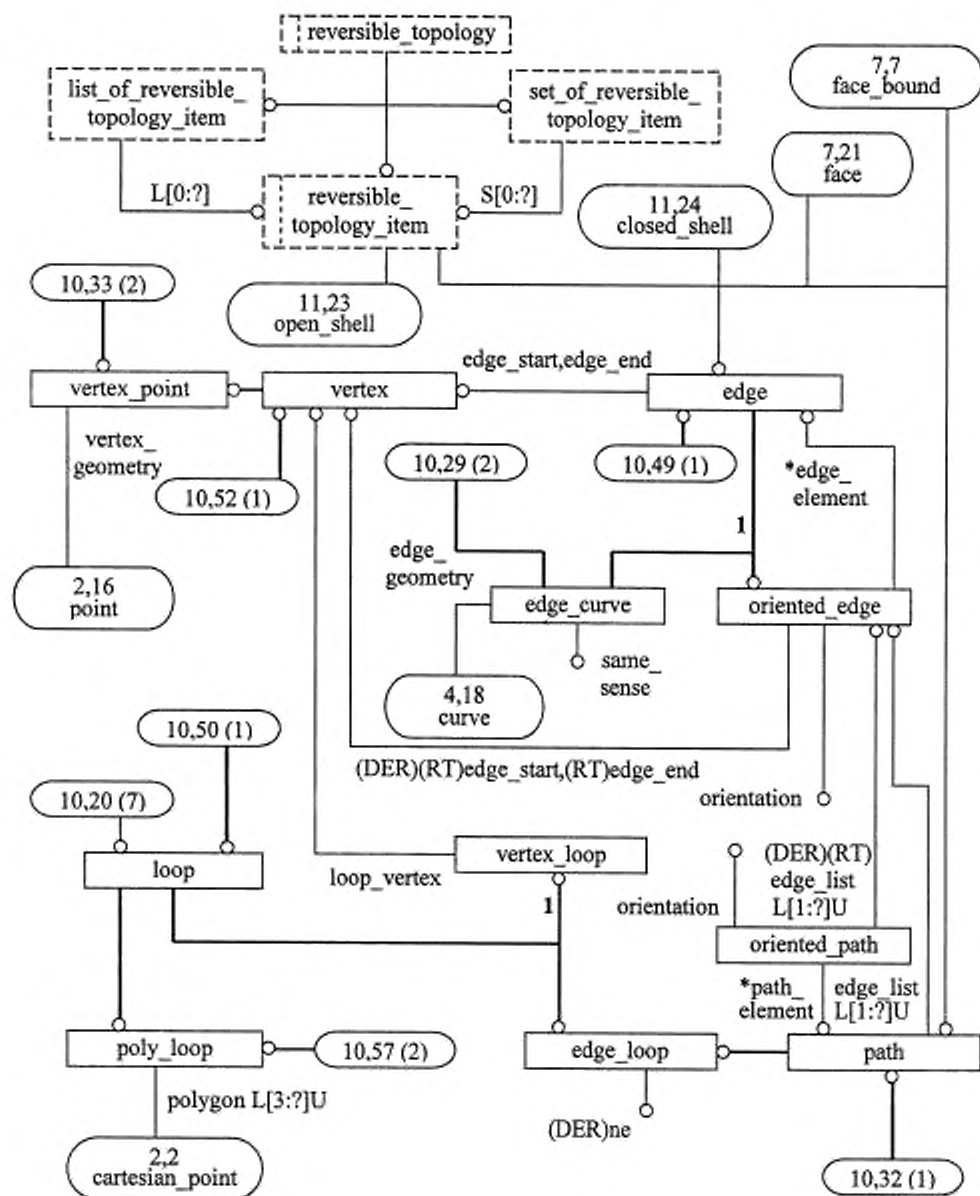 reversible_topology
list_of_reversible_
topology_item
set_of_reversible_
topology_item
7,7
face_bound
7,21
face
L[0:?]
reversible_
topology_item
S[0:?]
11,24
closed_shell
10,33 (2)
11,23
open_shell
edge_start,edge_end
vertex_point
vertex
edge
vertex_
geometry
10,52 (1)
10,29 (2)
10,49 (1)
*edge_
element
1
edge_
geometry
2,16
point
edge_curve
oriented_edge
same_
sense
4,18
curve
10,50 (1)
(DER)(RT)edge_start,(RT)edge_end
10,20 (7)
orientation
loop
vertex_loop
loop_vertex
(DER)(RT)
edge_list
L[1:?]U
1
orientation
oriented_path
*path_
element
edge_list
L[1:?]U
poly_loop
10,57 (2)
edge_loop
path
polygon L[3:?]U
(DER)ne
2,2
cartesian_point
10,32 (1)